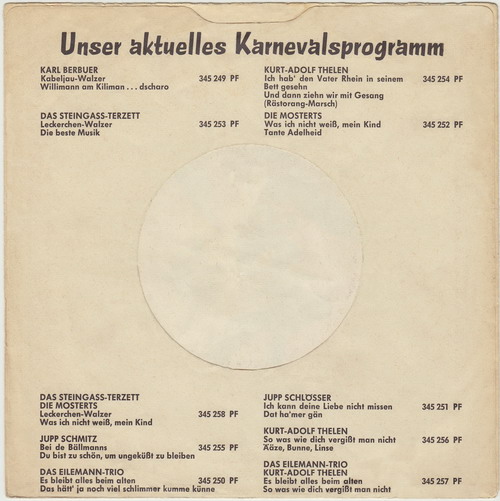 Unser aktuelles Karnevalsprogramm
KARL BERBUER
Kabeljau-Walzer 345 249 PF
Willimann am Kiliman . . . dscharo
KURT-ADOLF THELEN
Ich hab' den Vater Rhein in seinem 345 254 PF
Bett gesehn
Und dann ziehn wir mit Gesang
(Rästorang-Marsch)
DAS STEINGASS-TERZETT
Leckerchen-Walzer 345 253 PF
Die beste Musik
DIE MOSTERTS
Was ich nicht weiß, mein Kind 345 252 PF
Tante Adelheid
DAS STEINGASS-TERZETT
DIE MOSTERTS
Leckerchen-Walzer 345 258 PF
Was ich nicht weiß, mein Kind
JUPP SCHMITZ
Bei de Bällmanns 345 255 PF
Du bist zu schön, um ungeküßt zu bleiben
DAS EILEMANN-TRIO
Es bleibt alles beim alten 345 250 PF
Das hätt' ja noch viel schlimmer kumme künne
JUPP SCHLÖSSER
Ich kann deine Liebe nicht missen 345 251 PF
Dat ha'mer gän
KURT-ADOLF THELEN
So was wie dich vergißt man nicht 345 256 PF
Ääze, Bunne, Linse
DAS EILEMANN-TRIO
KURT-ADOLF THELEN
Es bleibt alles beim alten 345 257 PF
So was wie dich vergißt man nicht